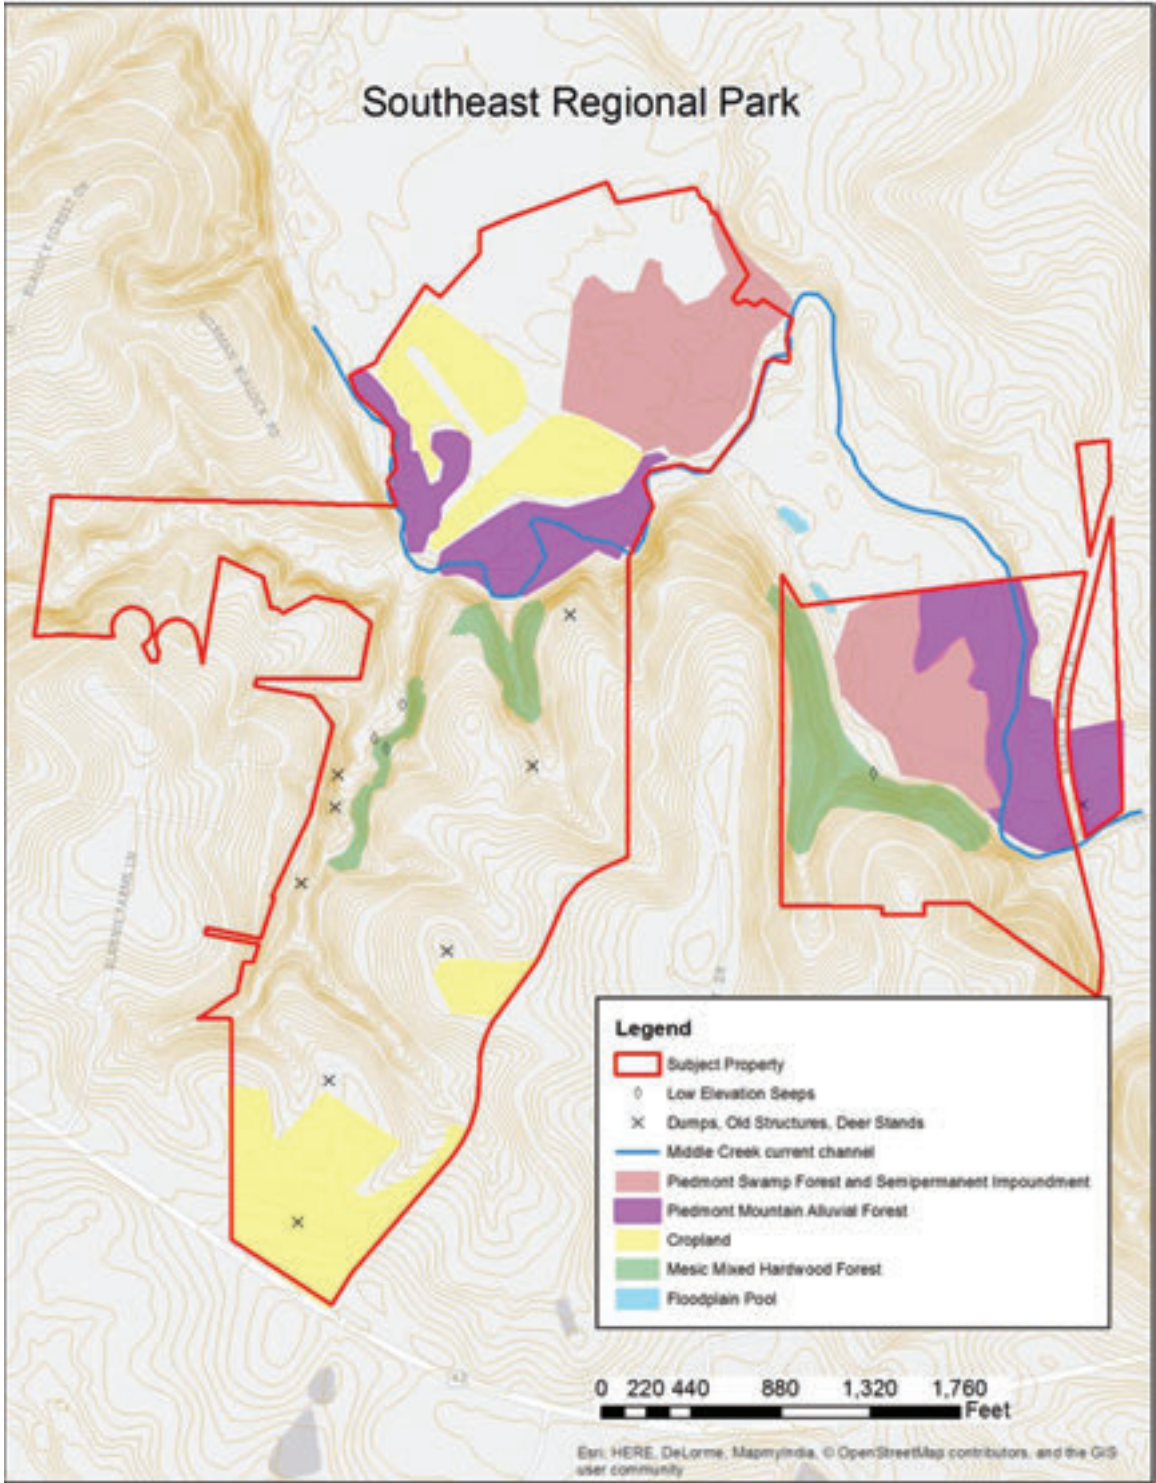 Southeast Regional Park
Legend
Subject Property
Low Elevation Seeps
Dumps, Old Structures, Deer Stands
Middle Creek current channel
Piedmont Swamp Forest and Semipermanent Impoundment
Piedmont Mountain Alluvial Forest
Cropland
Mesic Mixed Hardwood Forest
Floodplain Pool
42
0 220 440 880 1,320 1,760
Feet
Esri, HERE, DeLorme, MapmyIndia, © OpenStreetMap contributors, and the GIS
user community